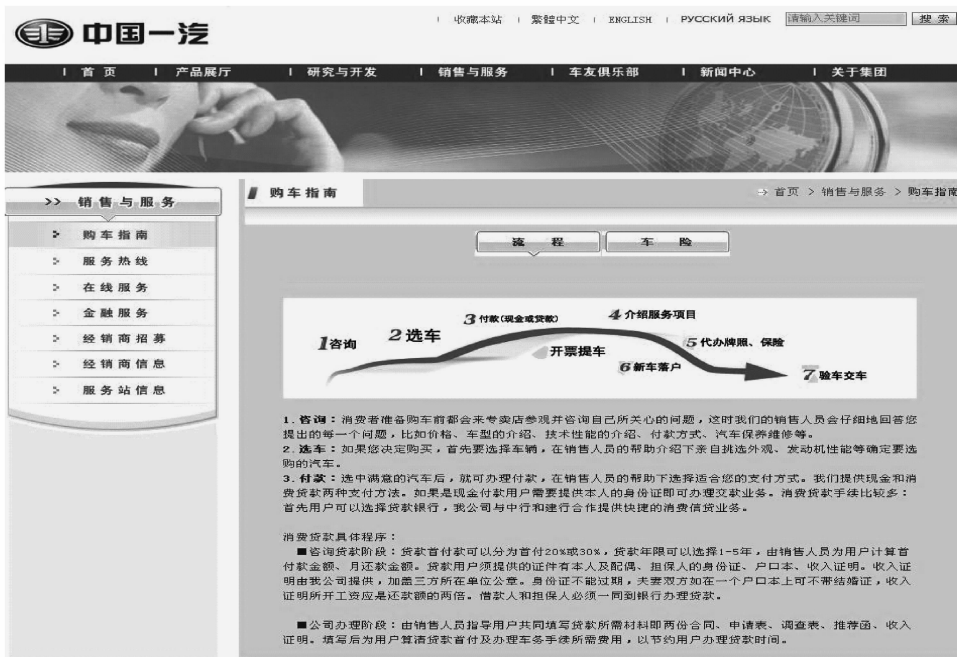 收藏本站 | 繁體中文 | ENGLISH | РУССКИЙ ЯЗЫК 请输入关键词 搜 索
中国一汽
首 页 | 产品展厅 | 研究与开发 | 销售与服务 | 车友俱乐部 | 新闻中心 | 关于集团
>> 销售与服务
购车指南
服务热线
在线服务
金融服务
经销商招募
经销商信息
服务站信息
购车指南
首页 > 销售与服务 > 购车指南
流 程
车 险
1咨询
2选车
3付款(现金或贷款)
4介绍服务项目
开票提车
5代办牌照、保险
6新车落户
7验车交车
1.咨询：消费者准备购车前都会来专卖店参观并咨询自己所关心的问题，这时我们的销售人员会仔细地回答您
提出的每一个问题，比如价格、车型的介绍、技术性能的介绍、付款方式、汽车保养维修等。
2.选车：如果您决定购买，首先要选择车辆，在销售人员的帮助介绍下亲自挑选外观、发动机性能等确定要选
购的汽车。
3.付款：选中满意的汽车后，就可办理付款，在销售人员的帮助下选择适合您的支付方式。我们提供现金和消
费贷款两种支付方法。如果是现金付款用户需要提供本人的身份证即可办理交款业务。消费贷款手续比较多：
首先用户可以选择贷款银行，我公司与中行和建行合作提供快捷的消费信贷业务。
消费贷款具体程序：
■咨询贷款阶段：贷款首付款可以分为首付20%或30%，贷款年限可以选择1-5年，由销售人员为用户计算首
付款金额、月还款金额。贷款用户须提供的证件有本人及配偶、担保人的身份证、户口本、收入证明。收入证
明由我公司提供，加盖三方所在单位公章。身份证不能过期，夫妻双方如在一个户口本上可不带结婚证，收入
证明所开工资应是还款额的两倍。借款人和担保人必须一同到银行办理贷款。
■公司办理阶段：由销售人员指导用户共同填写贷款所需材料即两份合同、申请表、调查表、推荐函、收入
证明。填写后为用户算清贷款首付及办理车务手续所需费用，以节约用户办理贷款时间。